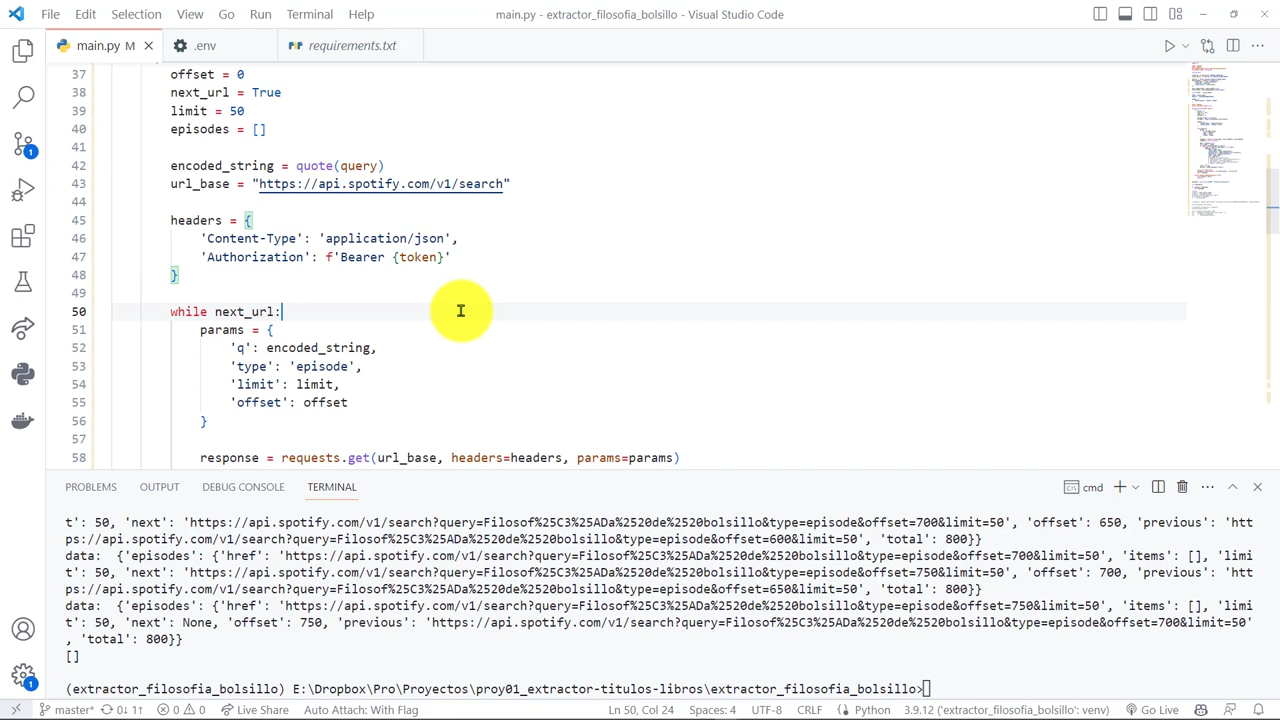 File Edit Selection View Go Run Terminal Help
main.py - extractor_filosofia_bolsillo - Visual Studio Code
main.py M
.env
requirements.txt
37 offset = 0
38 next_url = True
39 limit = 50
40 episodes = []
41
42 encoded_string = quote(query)
43 url_base = "https://api.spotify.com/v1/search
44
45 headers = {
46 'Content-Type': 'application/json',
47 'Authorization': f'Bearer {token}'
48 }
49
50 while next_url:
51 params = {
52 'q': encoded_string,
53 'type': 'episode',
54 'limit': limit,
55 'offset': offset
56 }
57
58 response = requests.get(url_base, headers=headers, params=params)
PROBLEMS OUTPUT DEBUG CONSOLE TERMINAL
cmd
t': 50, 'next': 'https://api.spotify.com/v1/search?query=Filosof%25C3%25ADa%2520de%2520bolsillo&type=episode&offset=700&limit=50', 'offset': 650, 'previous': 'htt
ps://api.spotify.com/v1/search?query=Filosof%25C3%25ADa%2520de%2520bolsillo&type=episode&offset=600&limit=50', 'total': 800}}
data:  {'episodes': {'href': 'https://api.spotify.com/v1/search?query=Filosof%25C3%25ADa%2520de%2520bolsillo&type=episode&offset=700&limit=50', 'items': [], 'limi
t': 50, 'next': 'https://api.spotify.com/v1/search?query=Filosof%25C3%25ADa%2520de%2520bolsillo&type=episode&offset=750&limit=50', 'offset': 700, 'previous': 'htt
ps://api.spotify.com/v1/search?query=Filosof%25C3%25ADa%2520de%2520bolsillo&type=episode&offset=650&limit=50', 'total': 800}}
data:  {'episodes': {'href': 'https://api.spotify.com/v1/search?query=Filosof%25C3%25ADa%2520de%2520bolsillo&type=episode&offset=750&limit=50', 'items': [], 'limi
t': 50, 'next': None, 'offset': 750, 'previous': 'https://api.spotify.com/v1/search?query=Filosof%25C3%25ADa%2520de%2520bolsillo&type=episode&offset=700&limit=50'
, 'total': 800}}
[]
(extractor_filosofia_bolsillo) E:\Dropbox\Pro\Proyectos\proy01_extractor-titulos-libros\extractor_filosofia_bolsillo>
1
1
master* 0↓ 1↑ 0 0 Live Share Auto Attach: With Flag
Ln 50, Col 24 Spaces: 4 UTF-8 CRLF Python 3.9.12 ('extractor_filosofia_bolsillo': venv) Go Live